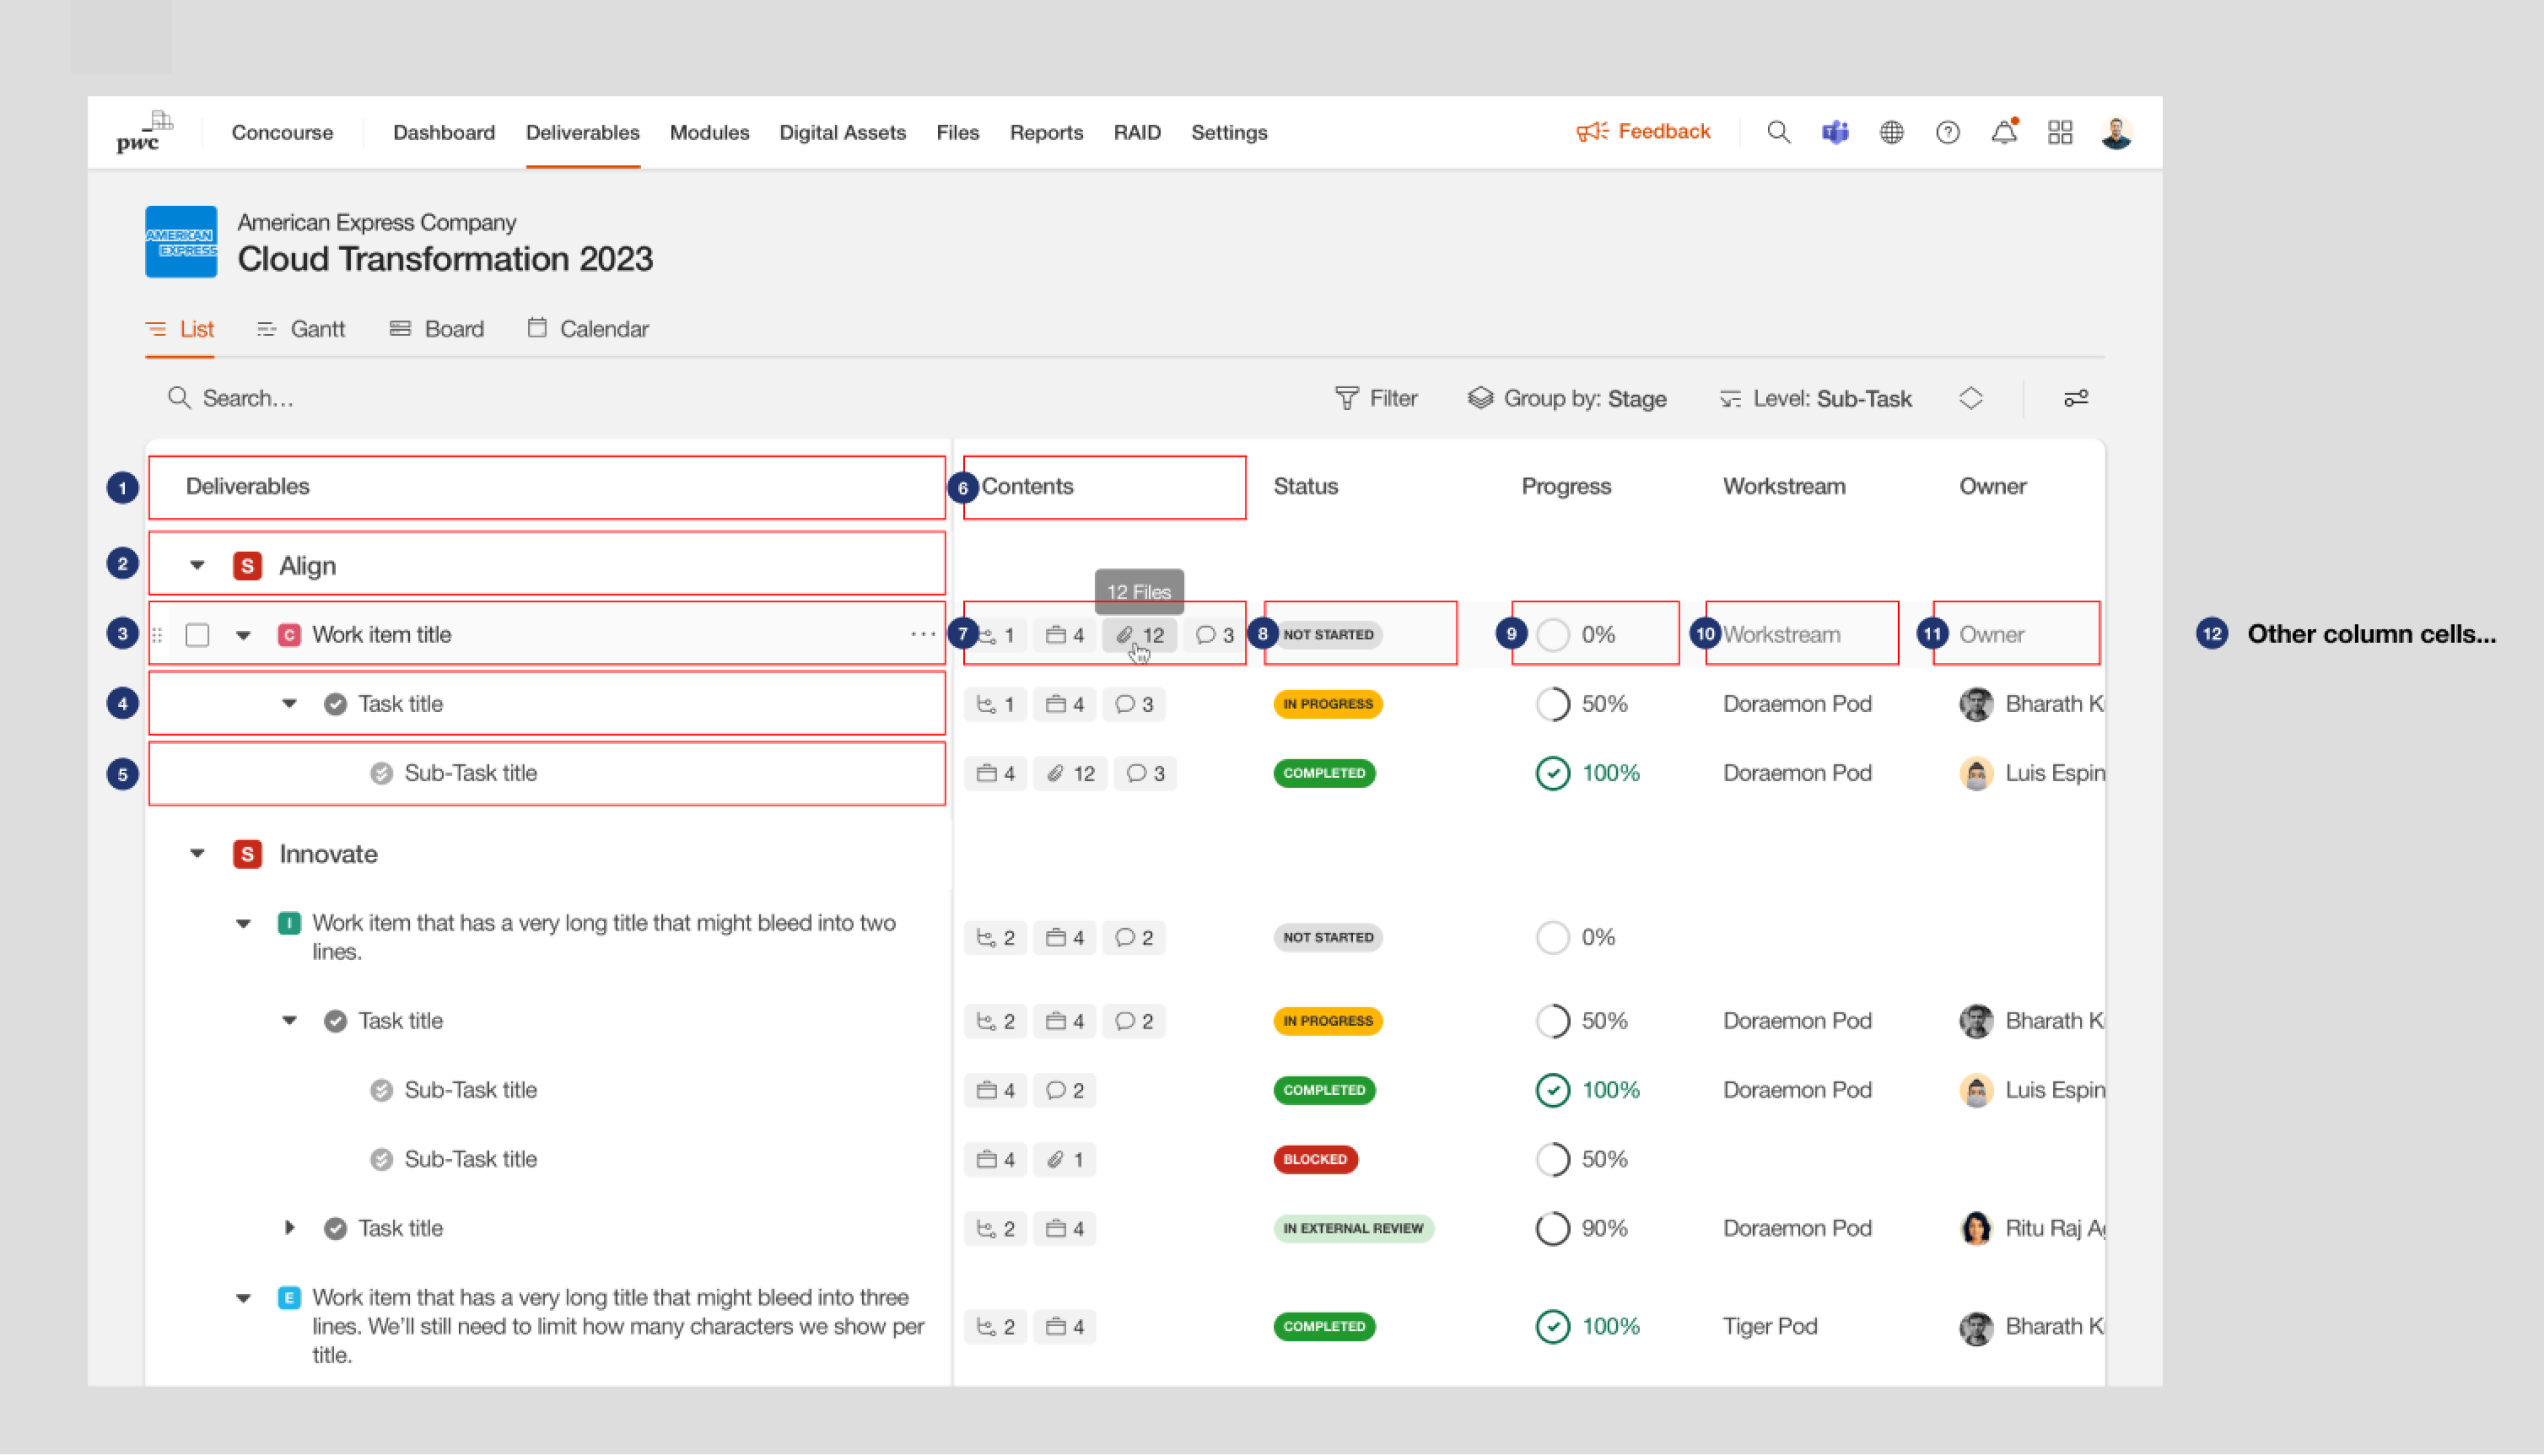 pwc
Concourse
Dashboard
Deliverables
Modules
Digital Assets
Files
Reports
RAID
Settings
Feedback
AMERICAN
EXPRESS
American Express Company
Cloud Transformation 2023
List
Gantt
Board
Calendar
Search...
Filter
Group by: Stage
Level: Sub-Task
1 Deliverables
6 Contents
Status
Progress
Workstream
Owner
2 S Align
12 Files
3 C Work item title ... 7 1 4 12 3 8 NOT STARTED 9 0% 10 Workstream 11 Owner
12 Other column cells...
4 Task title 1 4 3 IN PROGRESS 50% Doraemon Pod Bharath K
5 Sub-Task title 4 12 3 COMPLETED 100% Doraemon Pod Luis Espin
S Innovate
I Work item that has a very long title that might bleed into two
lines.
2 4 2 NOT STARTED 0%
Task title 2 4 2 IN PROGRESS 50% Doraemon Pod Bharath K
Sub-Task title 4 2 COMPLETED 100% Doraemon Pod Luis Espin
Sub-Task title 4 1 BLOCKED 50%
Task title 2 4 IN EXTERNAL REVIEW 90% Doraemon Pod Ritu Raj A
E Work item that has a very long title that might bleed into three
lines. We'll still need to limit how many characters we show per
title.
2 4 COMPLETED 100% Tiger Pod Bharath K